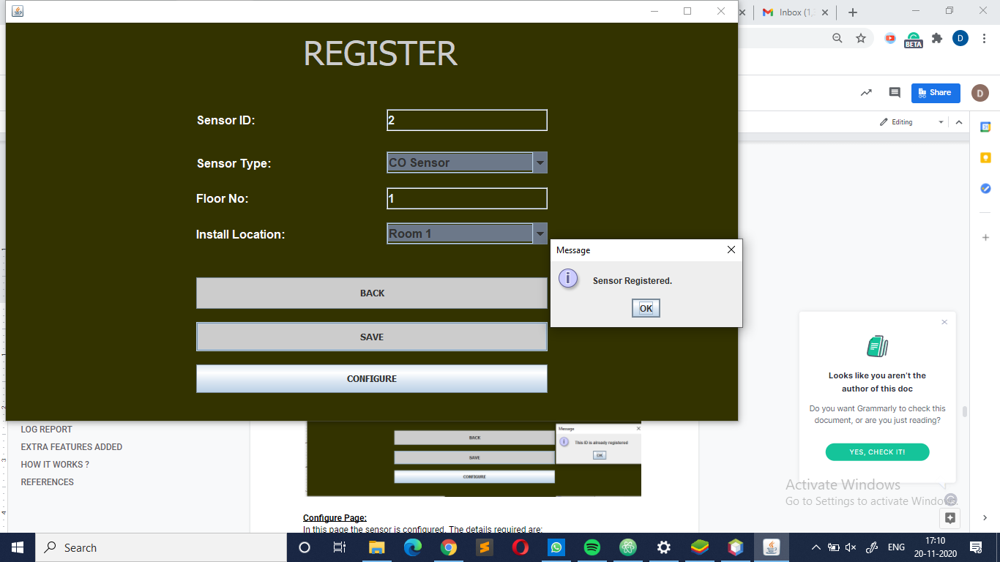 Inbox (1,
REGISTER
BETA
D
Share
D
Sensor ID:
2
Editing
Sensor Type:
CO Sensor
Floor No:
1
Install Location:
Room 1
Message
Sensor Registered.
OK
BACK
SAVE
CONFIGURE
Looks like you aren't the
author of this doc
Do you want Grammarly to check this
document, or are you just reading?
YES, CHECK IT!
LOG REPORT
EXTRA FEATURES ADDED
HOW IT WORKS ?
REFERENCES
Message
This ID is already registered
OK
BACK
SAVE
CONFIGURE
Activate Windows
Go to Settings to activate Windows.
Configure Page:
In this page the sensor is configured. The details required are:
Search
ENG
17:10
20-11-2020